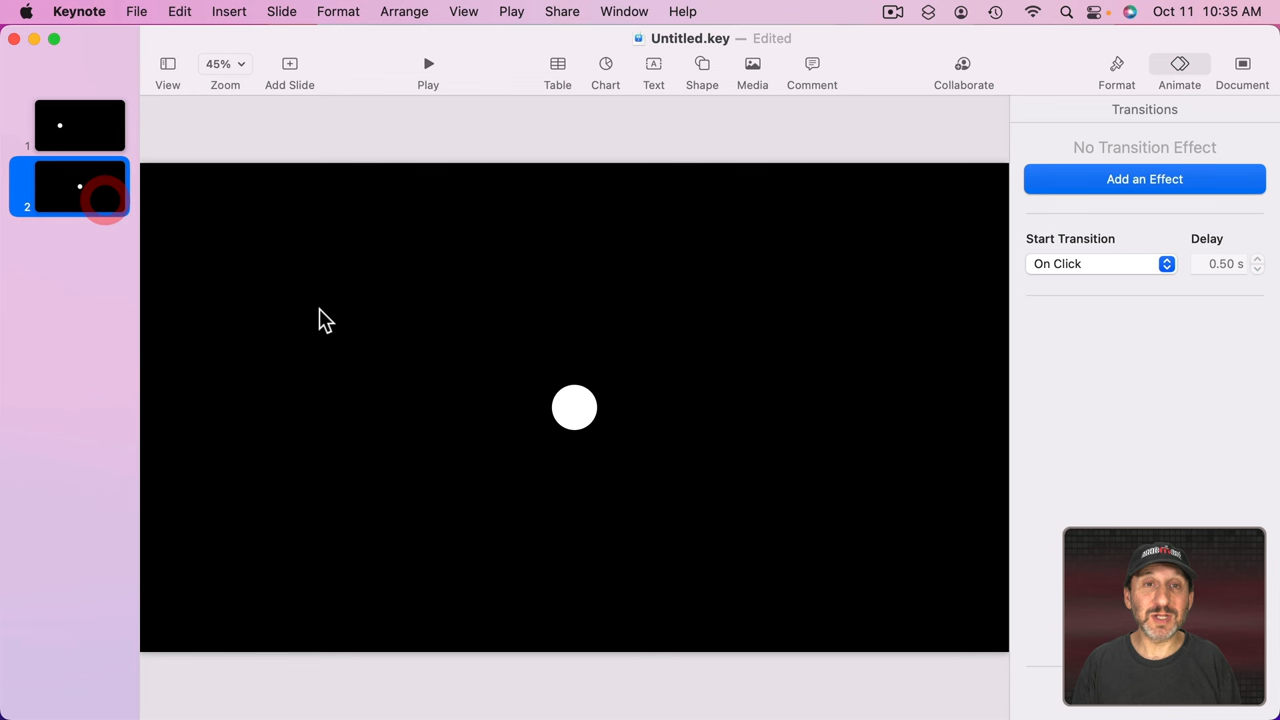 Keynote File Edit Insert Slide Format Arrange View Play Share Window Help Oct 11 10:35 AM
Untitled.key — Edited
45%
View Zoom Add Slide Play Table Chart Text Shape Media Comment Collaborate Format Animate Document
Transitions
No Transition Effect
Add an Effect
Start Transition Delay
On Click 0.50 s
1
2